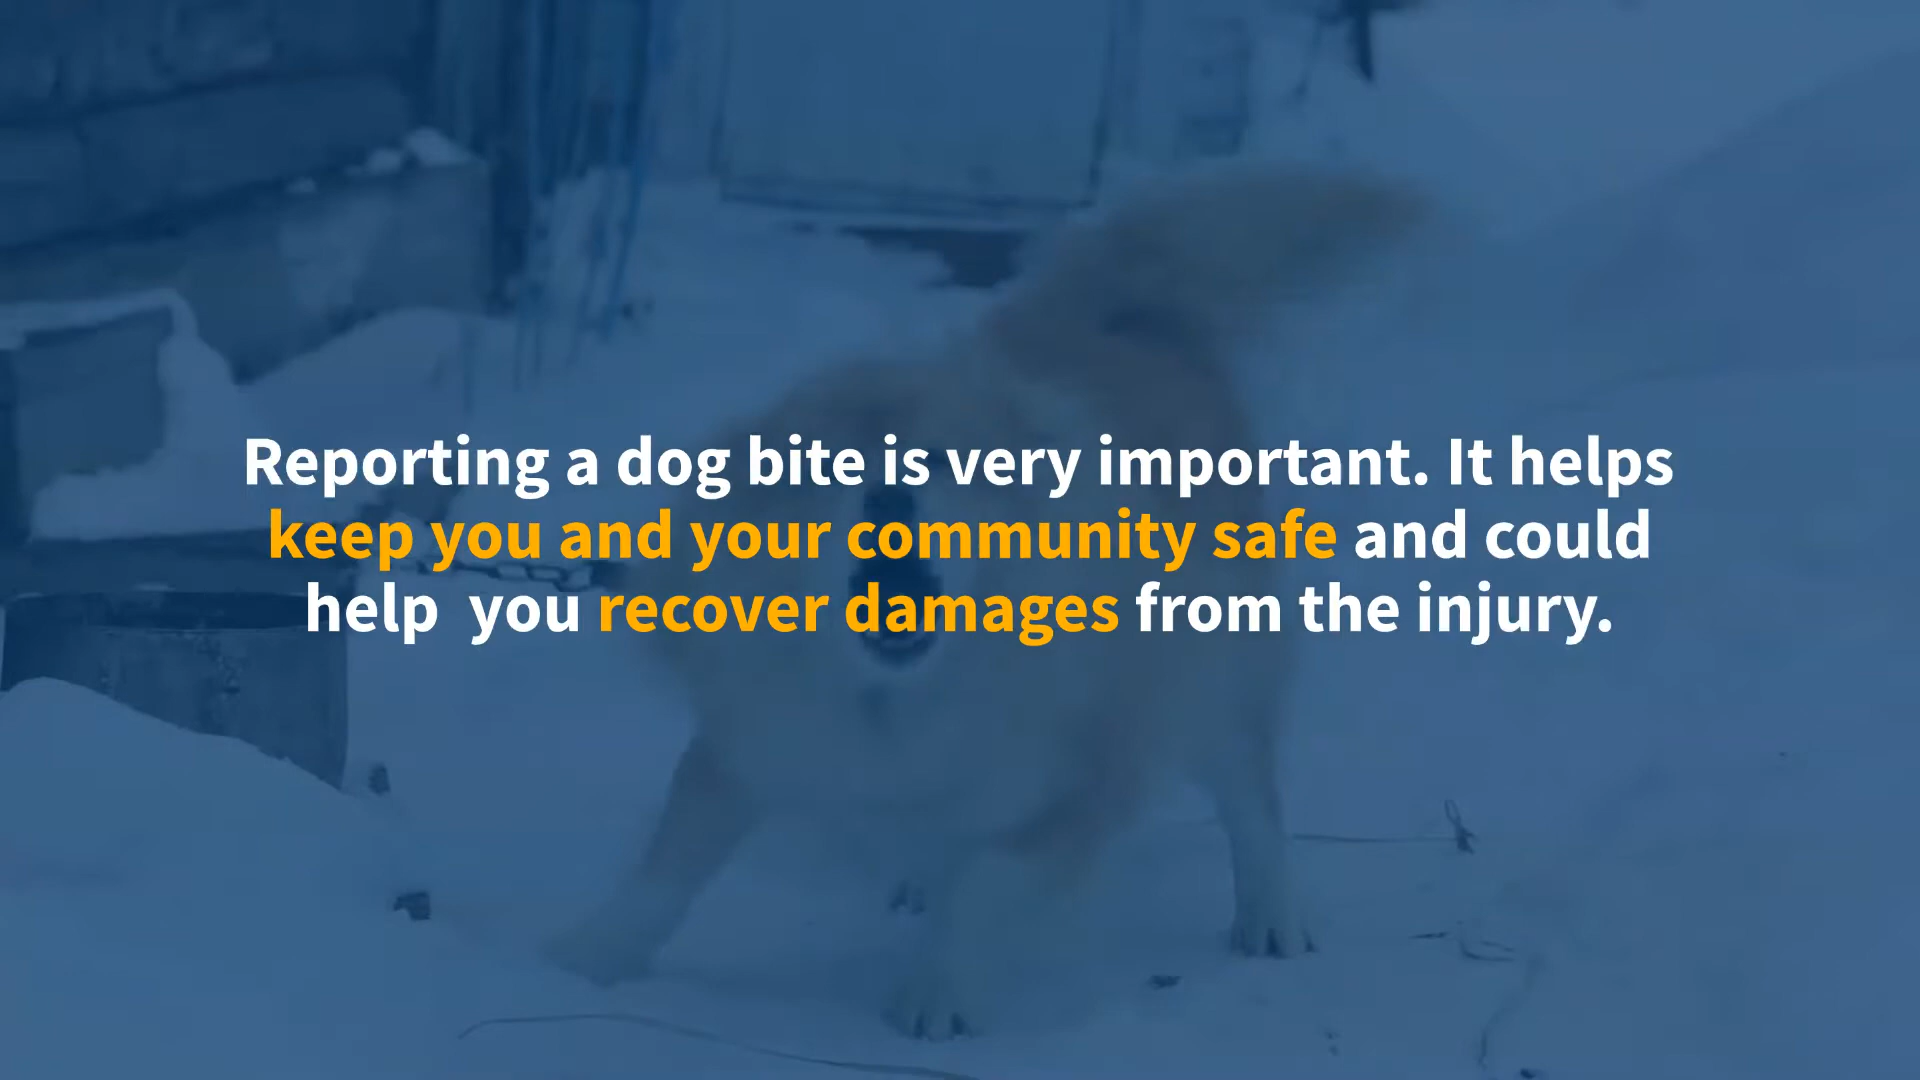 Reporting a dog bite is very important. It helps
keep you and your community safe and could
help  you recover damages from the injury.